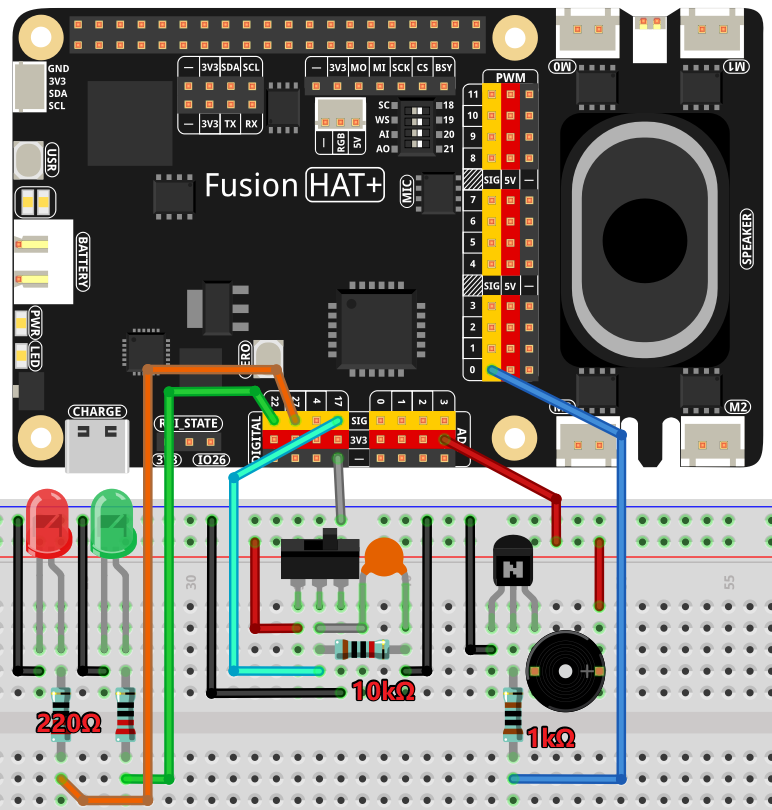 GND
3V3
SDA
SCL
— 3V3 SDA SCL
— 3V3 TX RX
— 3V3 MO MI SCK CS BSY
— RGB 5V
SC 18
WS 19
AI 20
AO 21
PWM
11
10
9
8
SIG 5V —
7
6
5
4
SIG 5V —
3
2
1
0
M0
M1
USR
Fusion HAT+
MIC
SPEAKER
BATTERY
PWR
LED
CHARGE
3V3 IO26
DIGITAL
22 27 4 17
SIG
3V3
—
0 1 2 3
AD
M2
30
55
N
+
220Ω
10kΩ
1kΩ